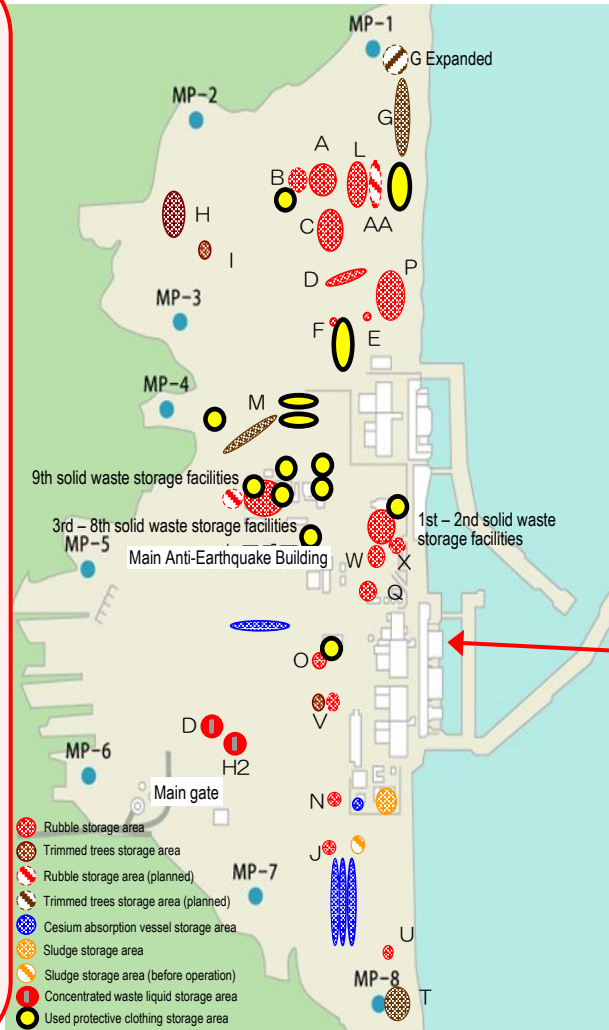 MP-1
G Expanded
MP-2
G
A
L
B
H
C
AA
I
D
P
MP-3
F
E
MP-4
M
9th solid waste storage facilities
3rd – 8th solid waste storage facilities
1st – 2nd solid waste
storage facilities
MP-5
Main Anti-Earthquake Building
W
X
Q
O
V
D
H2
MP-6
Main gate
N
Rubble storage area
Trimmed trees storage area
J
Rubble storage area (planned)
MP-7
Trimmed trees storage area (planned)
Cesium absorption vessel storage area
U
Sludge storage area
Sludge storage area (before operation)
MP-8
Concentrated waste liquid storage area
T
Used protective clothing storage area